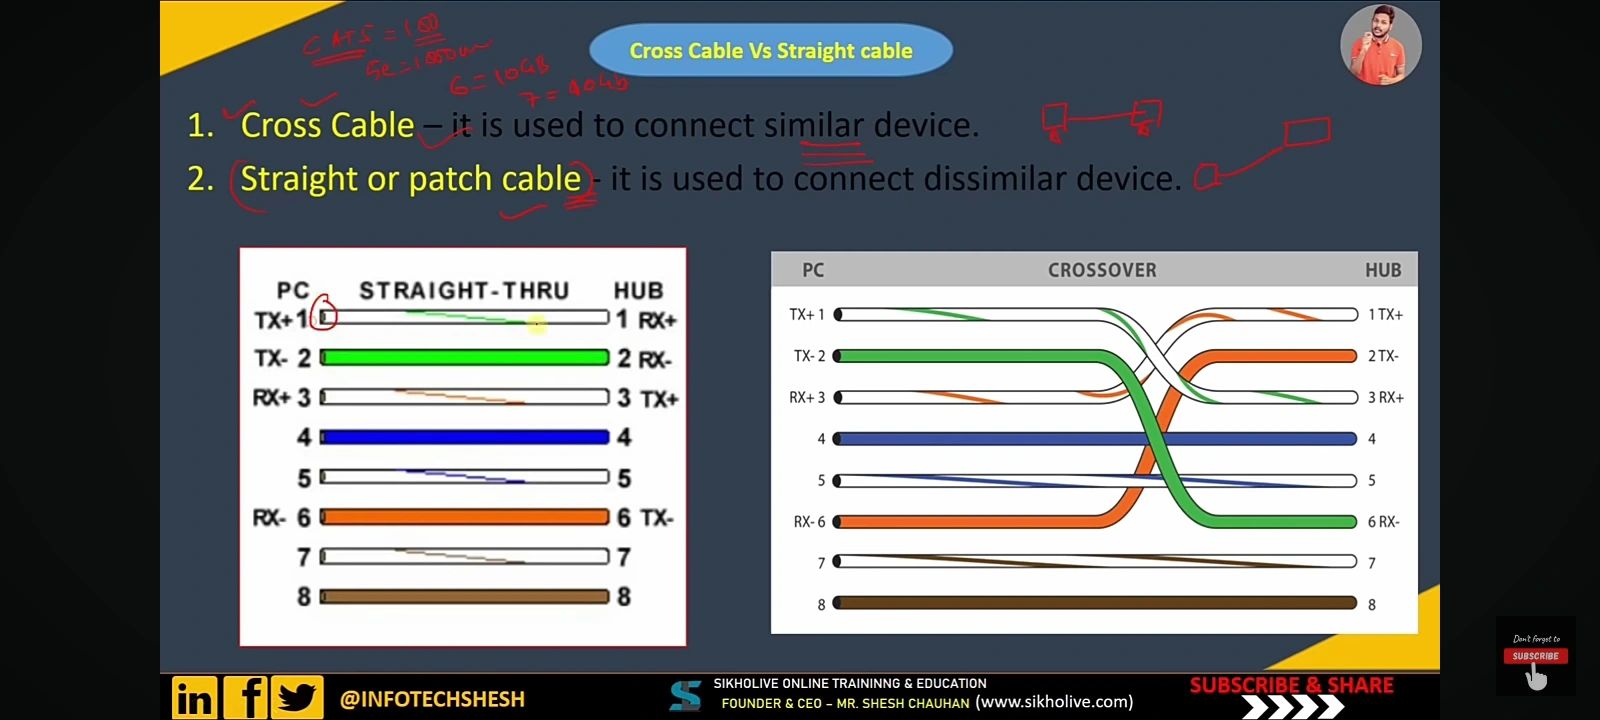 CAT5 = 100
5e = 1000
6 = 10GB
7 = 40Gb
Cross Cable Vs Straight cable
1. Cross Cable – it is used to connect similar device.
2. Straight or patch cable - it is used to connect dissimilar device.
PC STRAIGHT-THRU HUB
TX+ 1 1 RX+
TX- 2 2 RX-
RX+ 3 3 TX+
4 4
5 5
RX- 6 6 TX-
7 7
8 8
PC CROSSOVER HUB
TX+ 1 1 TX+
TX- 2 2 TX-
RX+ 3 3 RX+
4 4
5 5
RX- 6 6 RX-
7 7
8 8
Don't forget to
SUBSCRIBE
in f @INFOTECHSHESH
SIKHOLIVE ONLINE TRAININNG & EDUCATION
FOUNDER & CEO – MR. SHESH CHAUHAN (www.sikholive.com)
SUBSCRIBE & SHARE